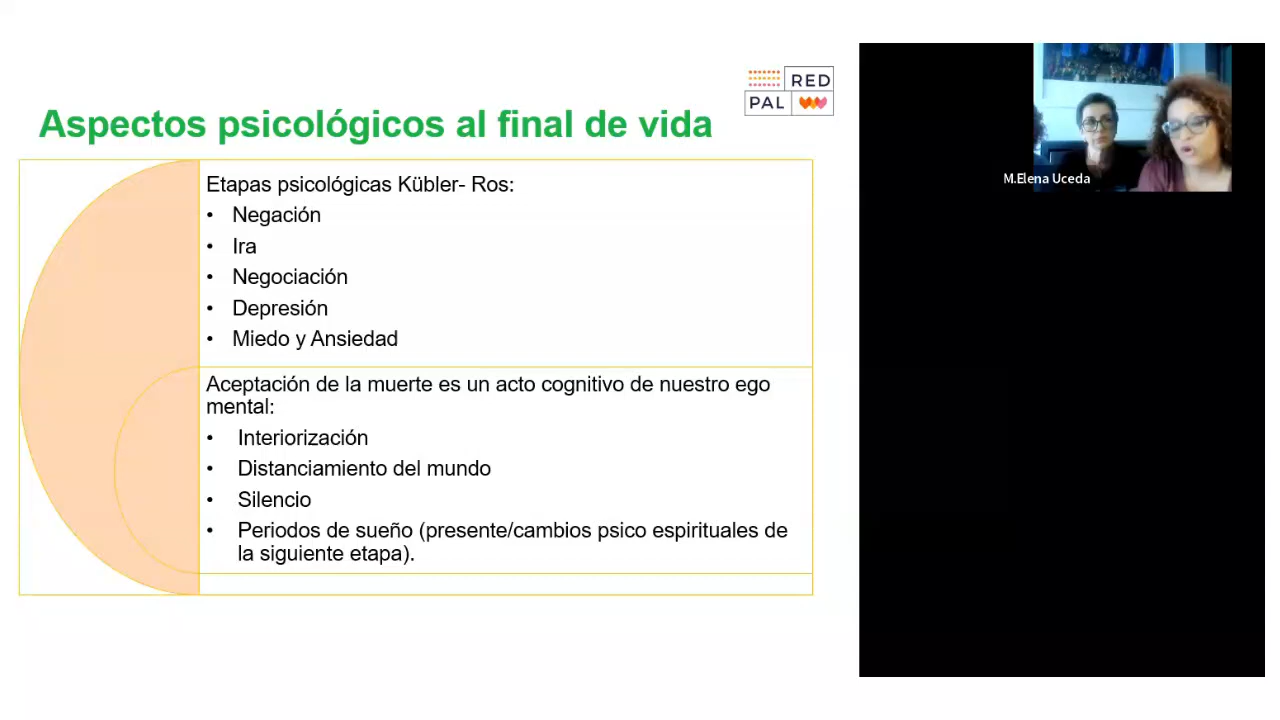 RED
PAL
Aspectos psicológicos al final de vida
Etapas psicológicas Kübler- Ros:
• Negación
• Ira
• Negociación
• Depresión
• Miedo y Ansiedad
Aceptación de la muerte es un acto cognitivo de nuestro ego
mental:
• Interiorización
• Distanciamiento del mundo
• Silencio
• Periodos de sueño (presente/cambios psico espirituales de
la siguiente etapa).
M.Elena Uceda